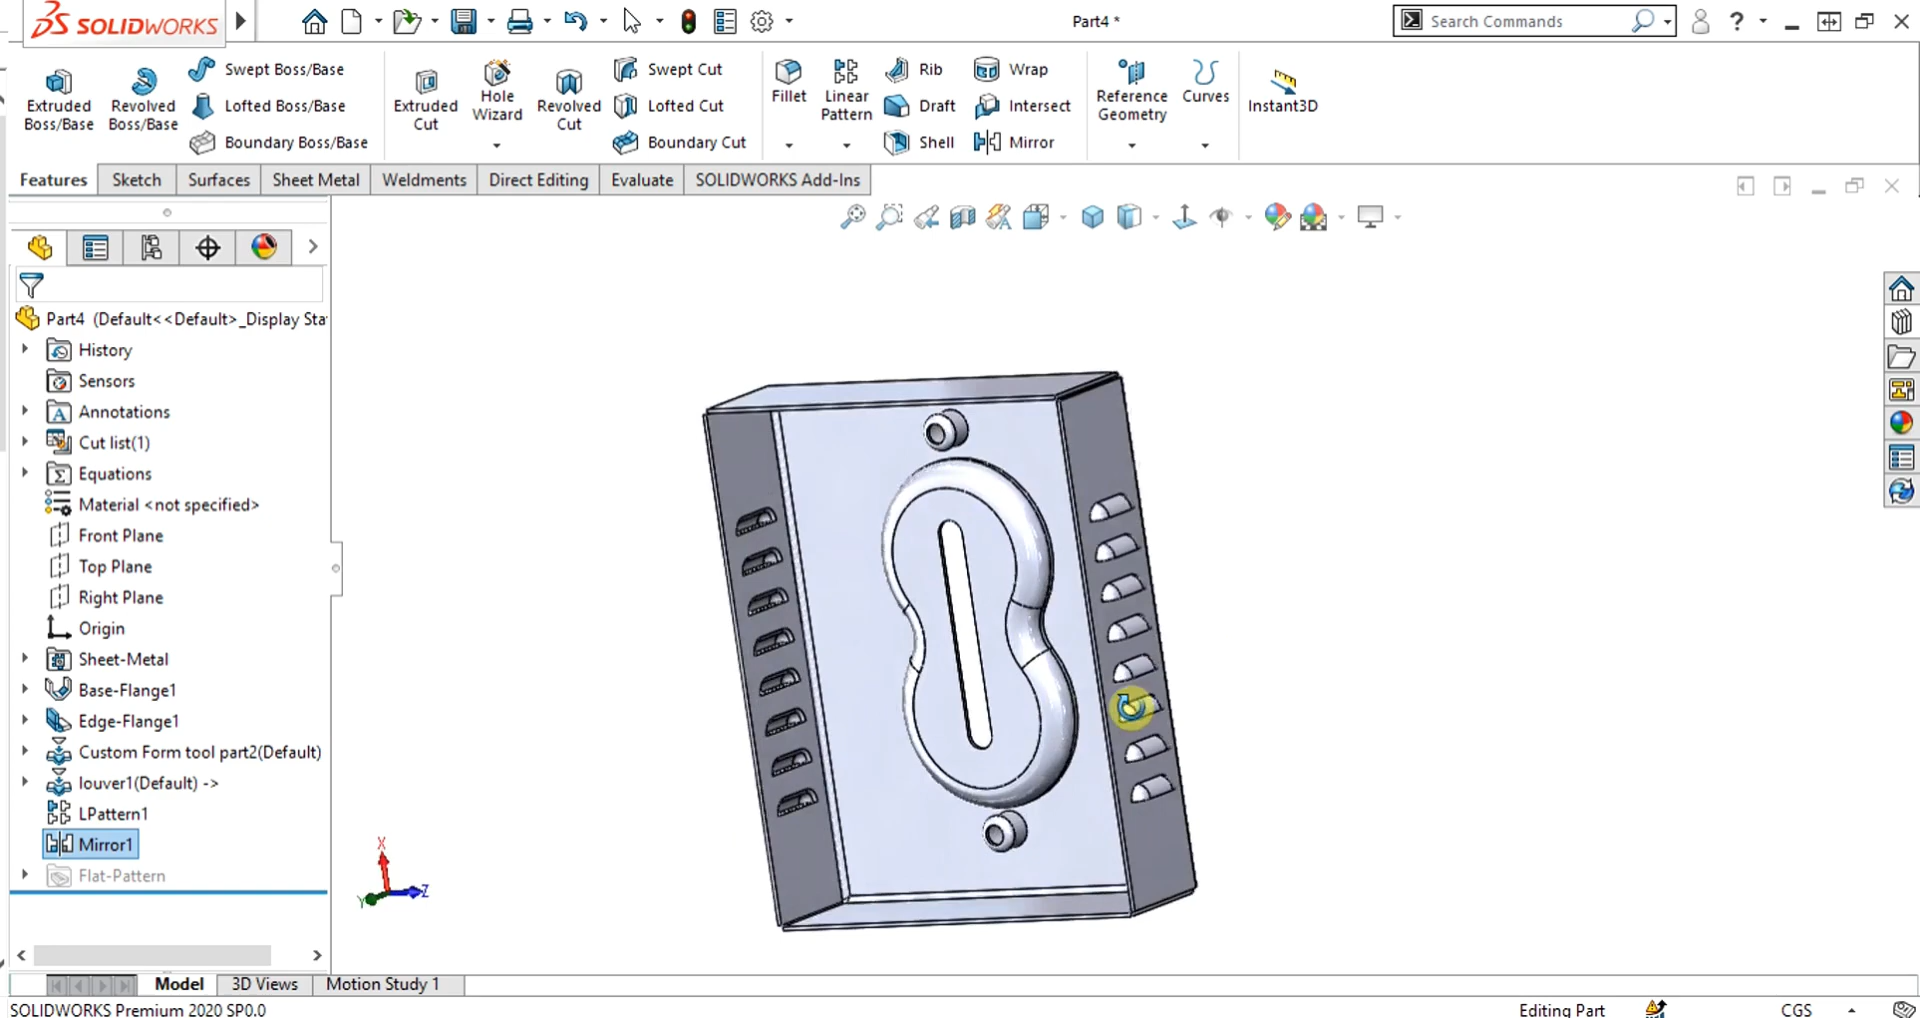 SOLIDWORKS
Part4 *
Search Commands
?
Extruded Boss/Base
Revolved Boss/Base
Swept Boss/Base
Lofted Boss/Base
Boundary Boss/Base
Extruded Cut
Hole Wizard
Revolved Cut
Swept Cut
Lofted Cut
Boundary Cut
Fillet
Linear Pattern
Rib
Draft
Shell
Wrap
Intersect
Mirror
Reference Geometry
Curves
Instant3D
Features
Sketch
Surfaces
Sheet Metal
Weldments
Direct Editing
Evaluate
SOLIDWORKS Add-Ins
Part4 (Default<<Default>_Display Sta
History
Sensors
Annotations
Cut list(1)
Equations
Material <not specified>
Front Plane
Top Plane
Right Plane
Origin
Sheet-Metal
Base-Flange1
Edge-Flange1
Custom Form tool part2(Default)
louver1(Default) ->
LPattern1
Mirror1
Flat-Pattern
X
Y
Z
Model
3D Views
Motion Study 1
SOLIDWORKS Premium 2020 SP0.0
Editing Part
CGS